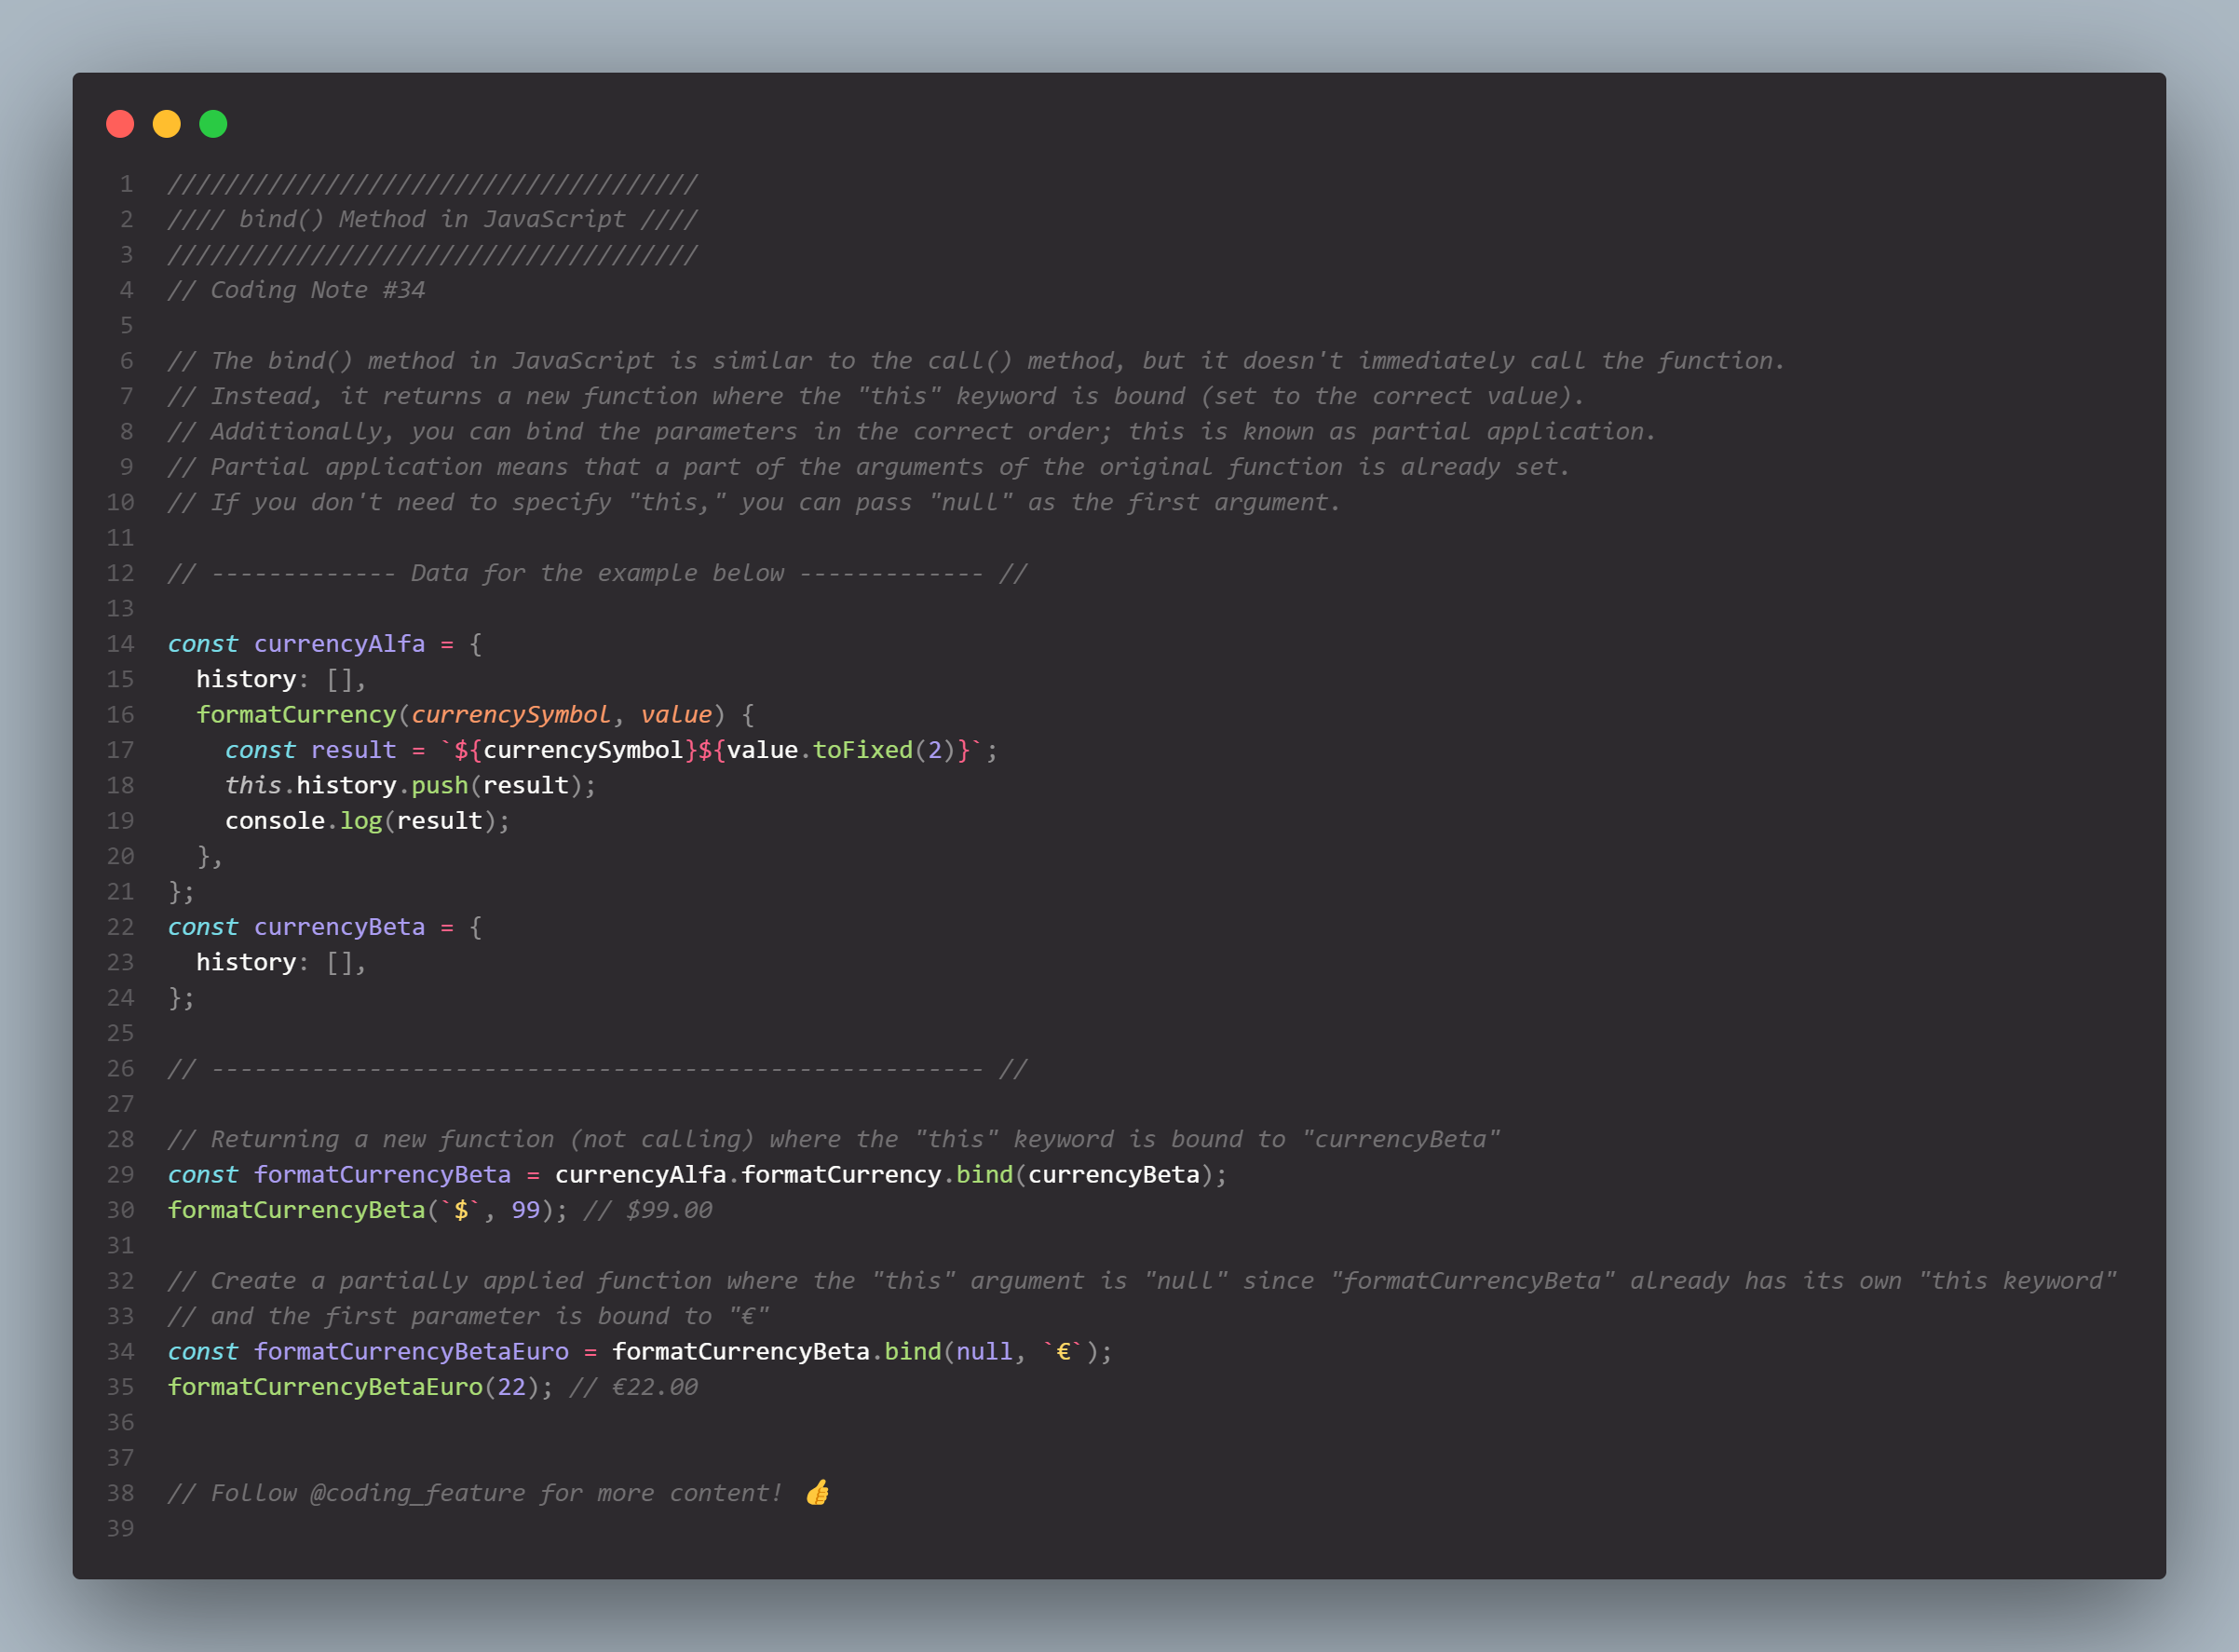 1 /////////////////////////////////////
2 //// bind() Method in JavaScript ////
3 /////////////////////////////////////
4 // Coding Note #34
5
6 // The bind() method in JavaScript is similar to the call() method, but it doesn't immediately call the function.
7 // Instead, it returns a new function where the "this" keyword is bound (set to the correct value).
8 // Additionally, you can bind the parameters in the correct order; this is known as partial application.
9 // Partial application means that a part of the arguments of the original function is already set.
10 // If you don't need to specify "this," you can pass "null" as the first argument.
11
12 // ------------- Data for the example below ------------- //
13
14 const currencyAlfa = {
15   history: [],
16   formatCurrency(currencySymbol, value) {
17     const result = `${currencySymbol}${value.toFixed(2)}`;
18     this.history.push(result);
19     console.log(result);
20   },
21 };
22 const currencyBeta = {
23   history: [],
24 };
25
26 // ------------------------------------------------------ //
27
28 // Returning a new function (not calling) where the "this" keyword is bound to "currencyBeta"
29 const formatCurrencyBeta = currencyAlfa.formatCurrency.bind(currencyBeta);
30 formatCurrencyBeta(`$`, 99); // $99.00
31
32 // Create a partially applied function where the "this" argument is "null" since "formatCurrencyBeta" already has its own "this keyword"
33 // and the first parameter is bound to "€"
34 const formatCurrencyBetaEuro = formatCurrencyBeta.bind(null, `€`);
35 formatCurrencyBetaEuro(22); // €22.00
36
37
38 // Follow @coding_feature for more content! 👍
39